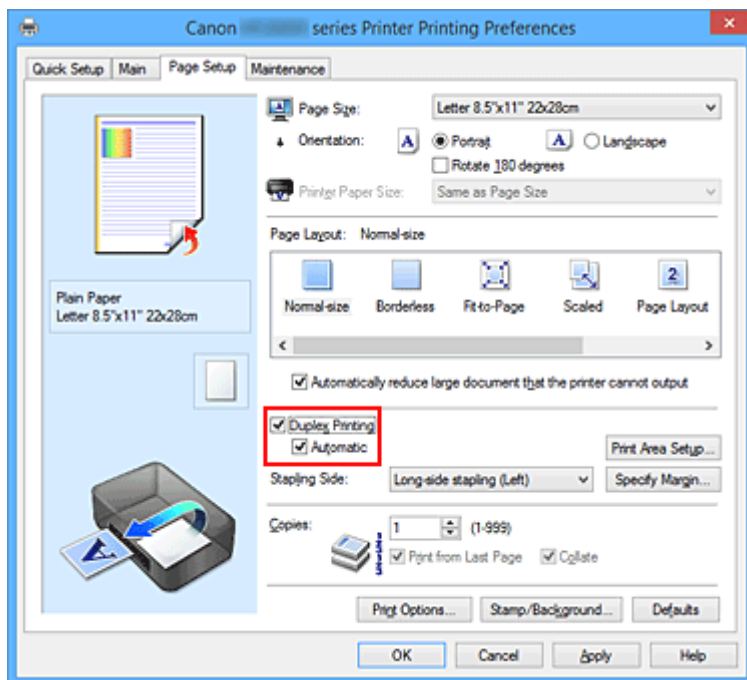 Canon series Printer Printing Preferences
Quick Setup Main Page Setup Maintenance
Page Size: Letter 8.5"x11" 22x28cm
Orientation: A Portrait A Landscape
Rotate 180 degrees
Printer Paper Size: Same as Page Size
Page Layout: Normal-size
2
Normal-size Borderless Fit-to-Page Scaled Page Layout
Plain Paper
Letter 8.5"x11" 22x28cm
Automatically reduce large document that the printer cannot output
Duplex Printing
Automatic
Print Area Setup...
Stapling Side: Long-side stapling (Left) Specify Margin...
Copies: 1 (1-999)
Print from Last Page Collate
A
Print Options... Stamp/Background... Defaults
OK Cancel Apply Help